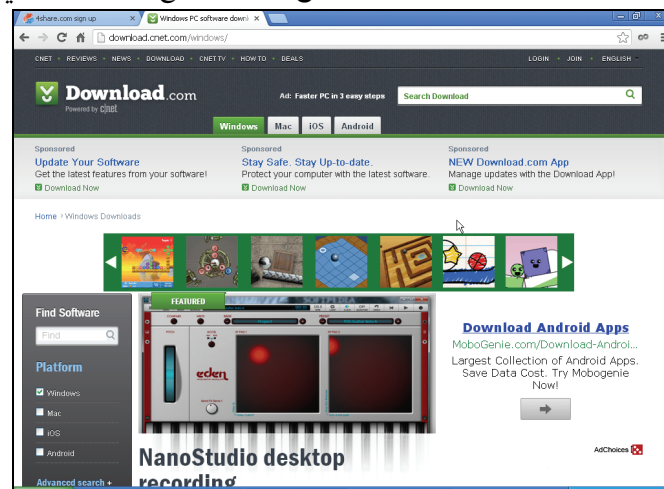 4share.com sign up
Windows PC software downl
download.cnet.com/windows/
CNET REVIEWS NEWS DOWNLOAD CNET TV HOW TO DEALS
LOGIN JOIN ENGLISH
Download.com
Powered by c|net
Ad: Faster PC in 3 easy steps
Search Download
Windows Mac iOS Android
Sponsored
Update Your Software
Get the latest features from your software!
Download Now
Sponsored
Stay Safe. Stay Up-to-date.
Protect your computer with the latest software.
Download Now
Sponsored
NEW Download.com App
Manage updates with the Download App!
Download Now
Home › Windows Downloads
Find Software
Find
Platform
Windows
Mac
iOS
Android
Advanced search +
FEATURED
eden
NanoStudio desktop
recording
Download Android Apps
MoboGenie.com/Download-Androi...
Largest Collection of Android Apps.
Save Data Cost. Try Mobogenie
Now!
AdChoices